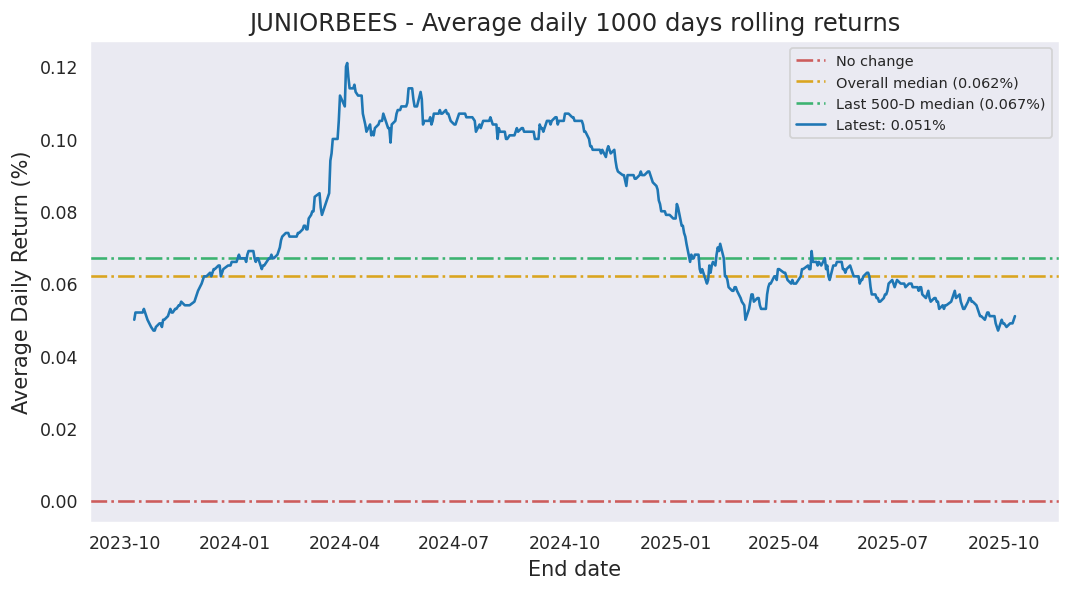 JUNIORBEES - Average daily 1000 days rolling returns
No change
Overall median (0.062%)
Last 500-D median (0.067%)
Latest: 0.051%
Average Daily Return (%)
0.12
0.10
0.08
0.06
0.04
0.02
0.00
2023-10 2024-01 2024-04 2024-07 2024-10 2025-01 2025-04 2025-07 2025-10
End date